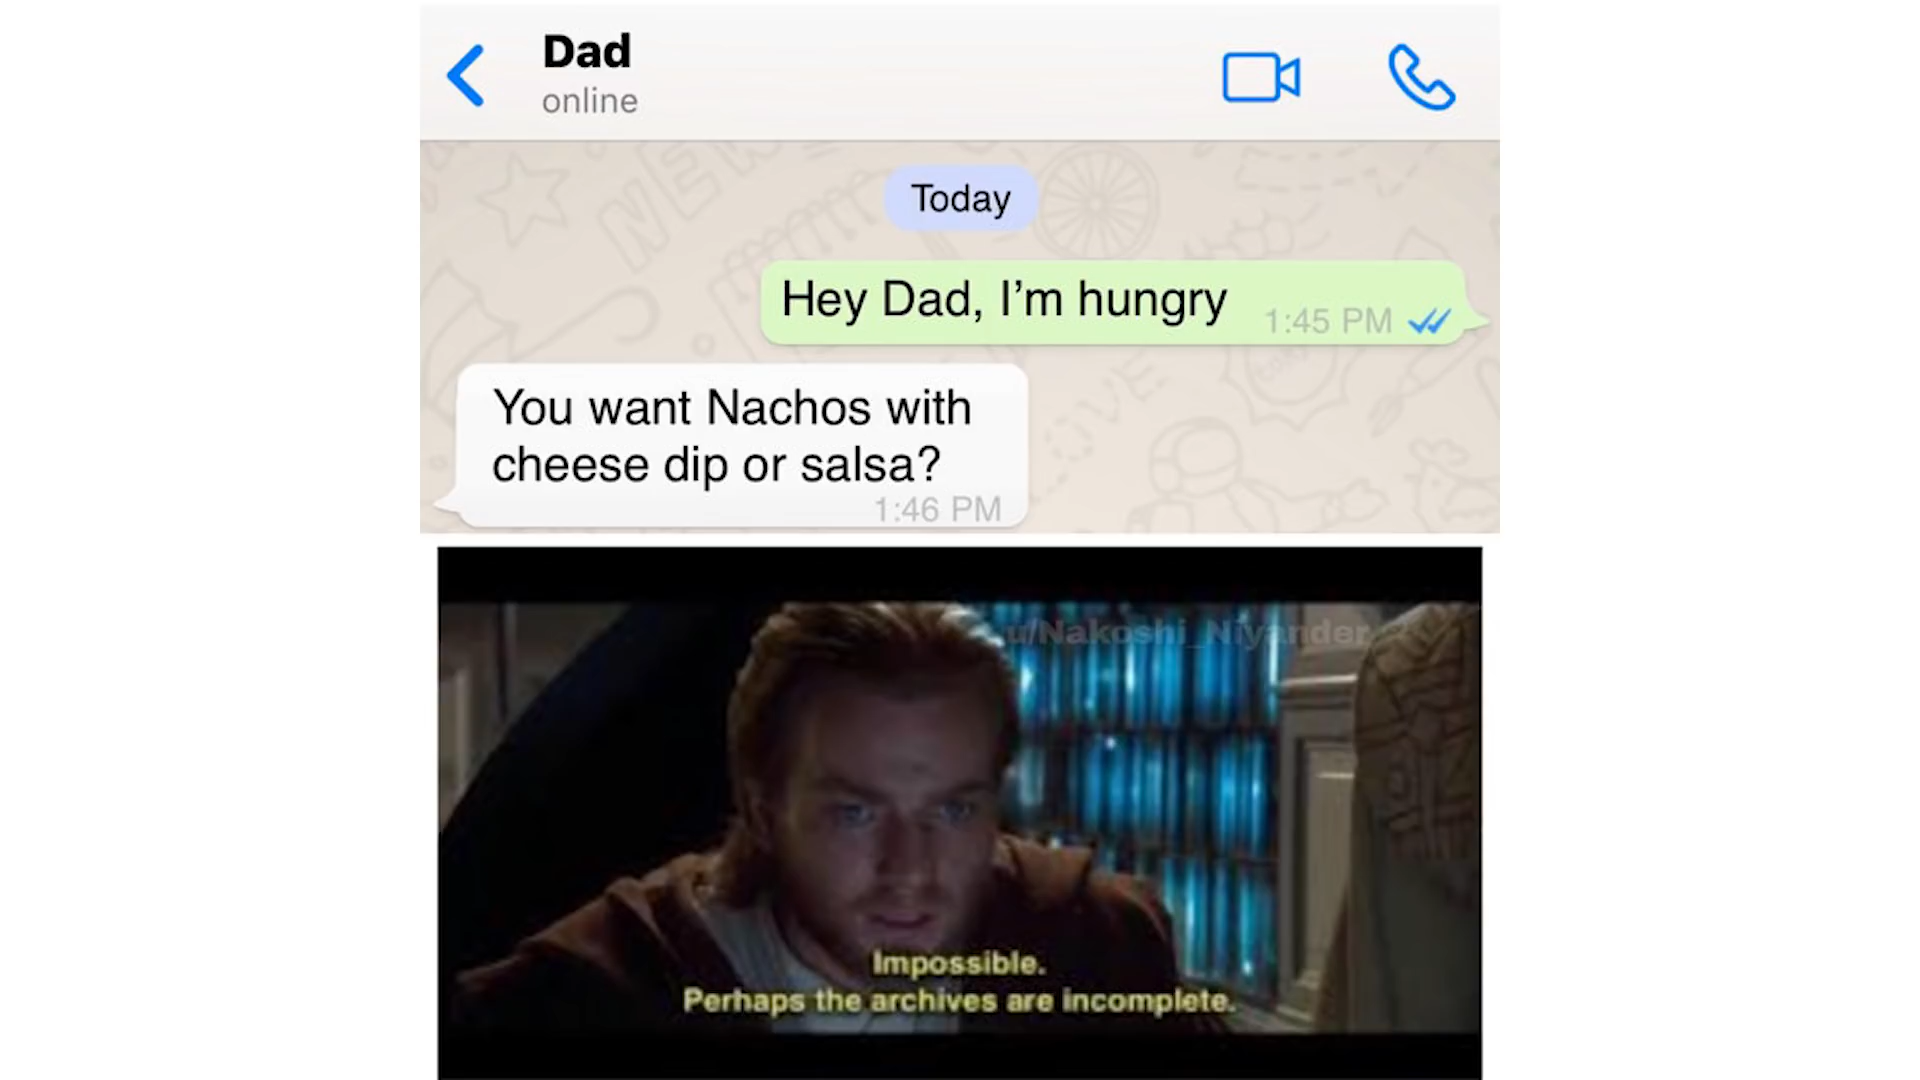 Dad
online
Today
Hey Dad, I’m hungry
1:45 PM
You want Nachos with
cheese dip or salsa?
1:46 PM
u/Nakoshi_Niyander
Impossible.
Perhaps the archives are incomplete.